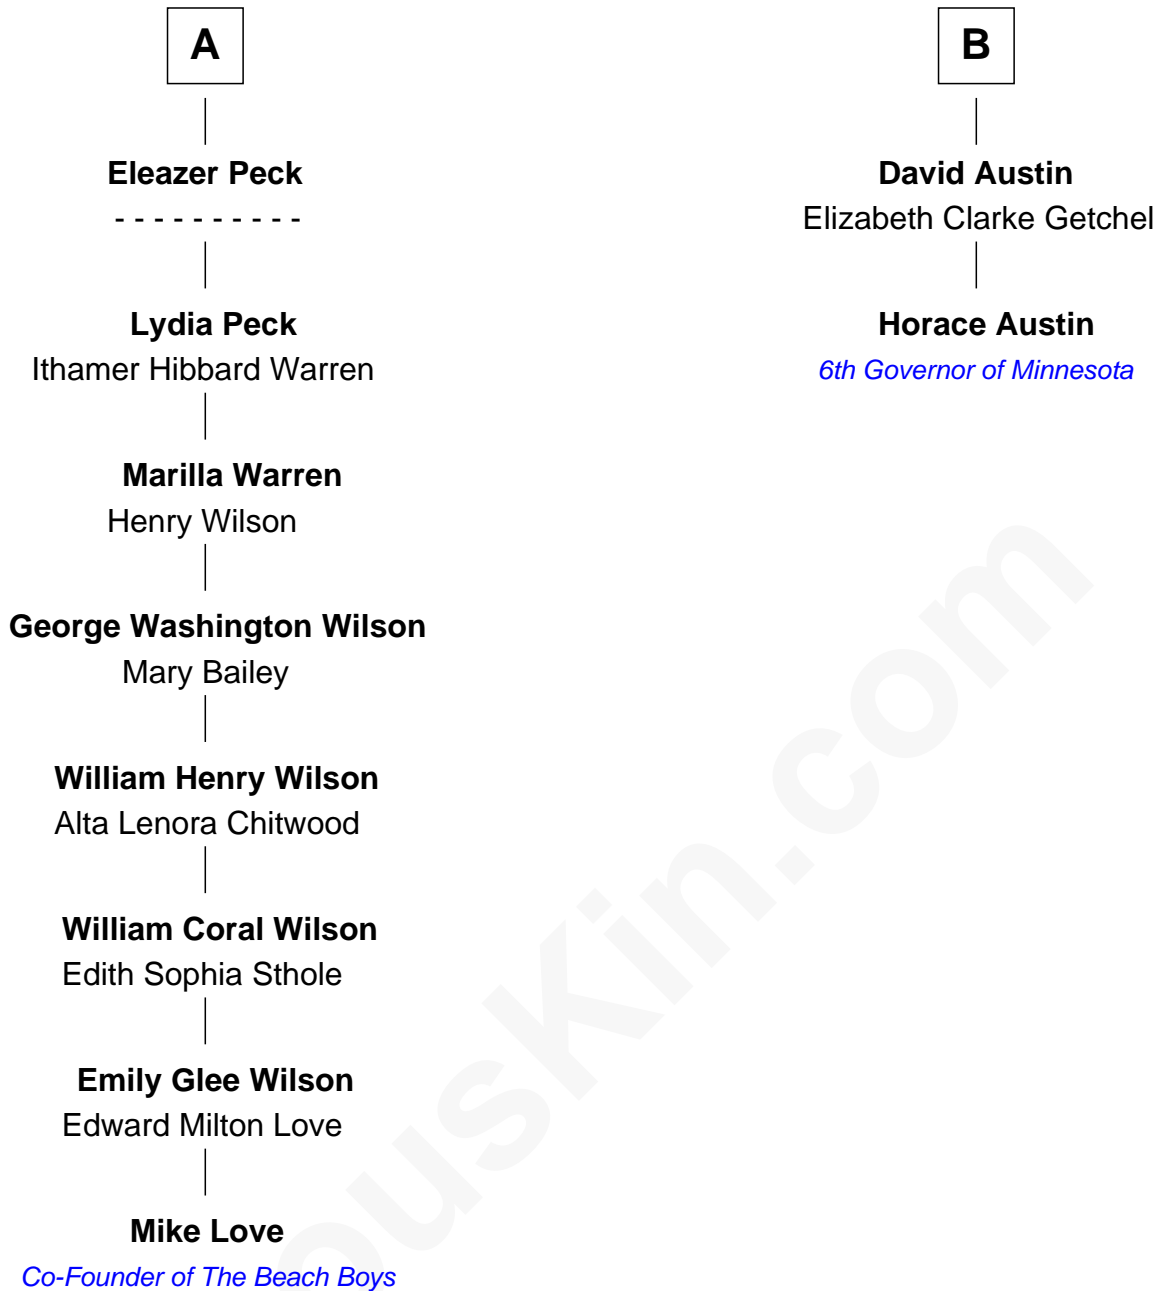 A
Eleazer Peck
- - - - - - - - - -
Lydia Peck
Ithamer Hibbard Warren
Marilla Warren
Henry Wilson
George Washington Wilson
Mary Bailey
William Henry Wilson
Alta Lenora Chitwood
William Coral Wilson
Edith Sophia Sthole
Emily Glee Wilson
Edward Milton Love
Mike Love
Co-Founder of The Beach Boys
B
David Austin
Elizabeth Clarke Getchel
Horace Austin
6th Governor of Minnesota
ousKin.com